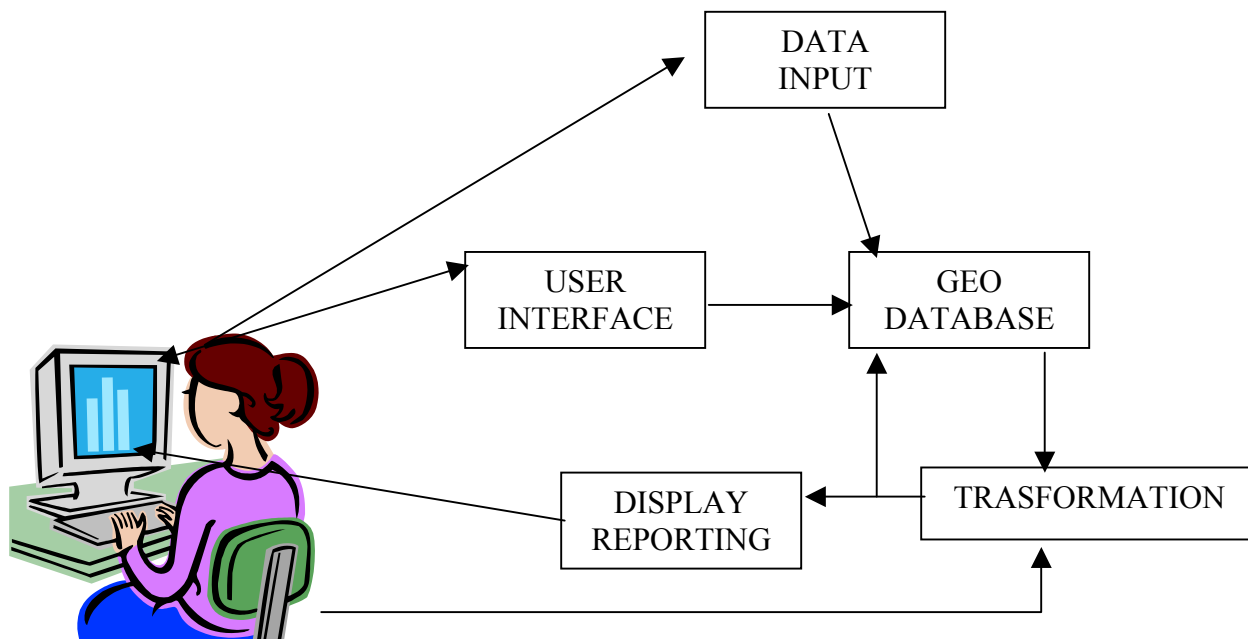 DATA
INPUT
USER
INTERFACE
GEO
DATABASE
DISPLAY
REPORTING
TRASFORMATION